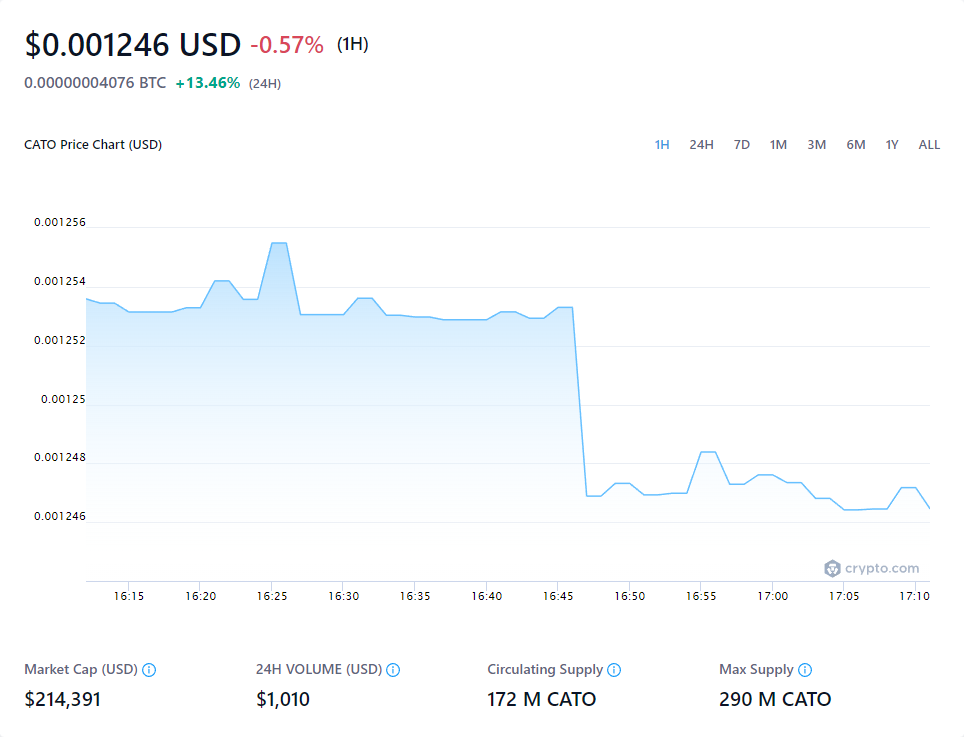 $0.001246 USD -0.57% (1H)
0.00000004076 BTC +13.46% (24H)
CATO Price Chart (USD) 1H 24H 7D 1M 3M 6M 1Y ALL
0.001256
0.001254
0.001252
0.00125
0.001248
0.001246
crypto.com
16:15 16:20 16:25 16:30 16:35 16:40 16:45 16:50 16:55 17:00 17:05 17:10
Market Cap (USD) 24H VOLUME (USD) Circulating Supply Max Supply
$214,391 $1,010 172 M CATO 290 M CATO